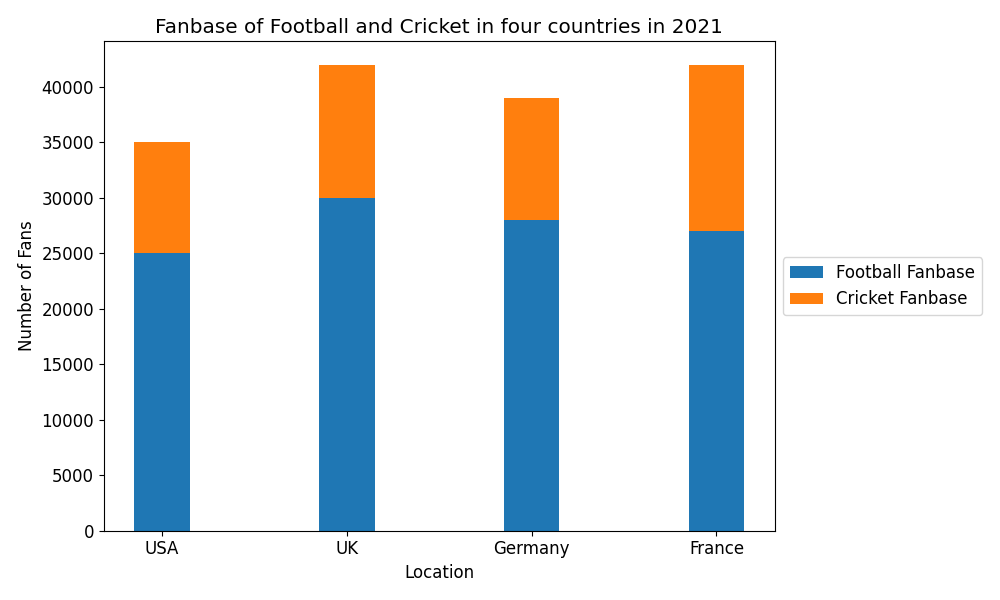 Fanbase of Football and Cricket in four countries in 2021
Number of Fans
40000
35000
30000
25000
20000
15000
10000
5000
0
USA
UK
Germany
France
Location
Football Fanbase
Cricket Fanbase